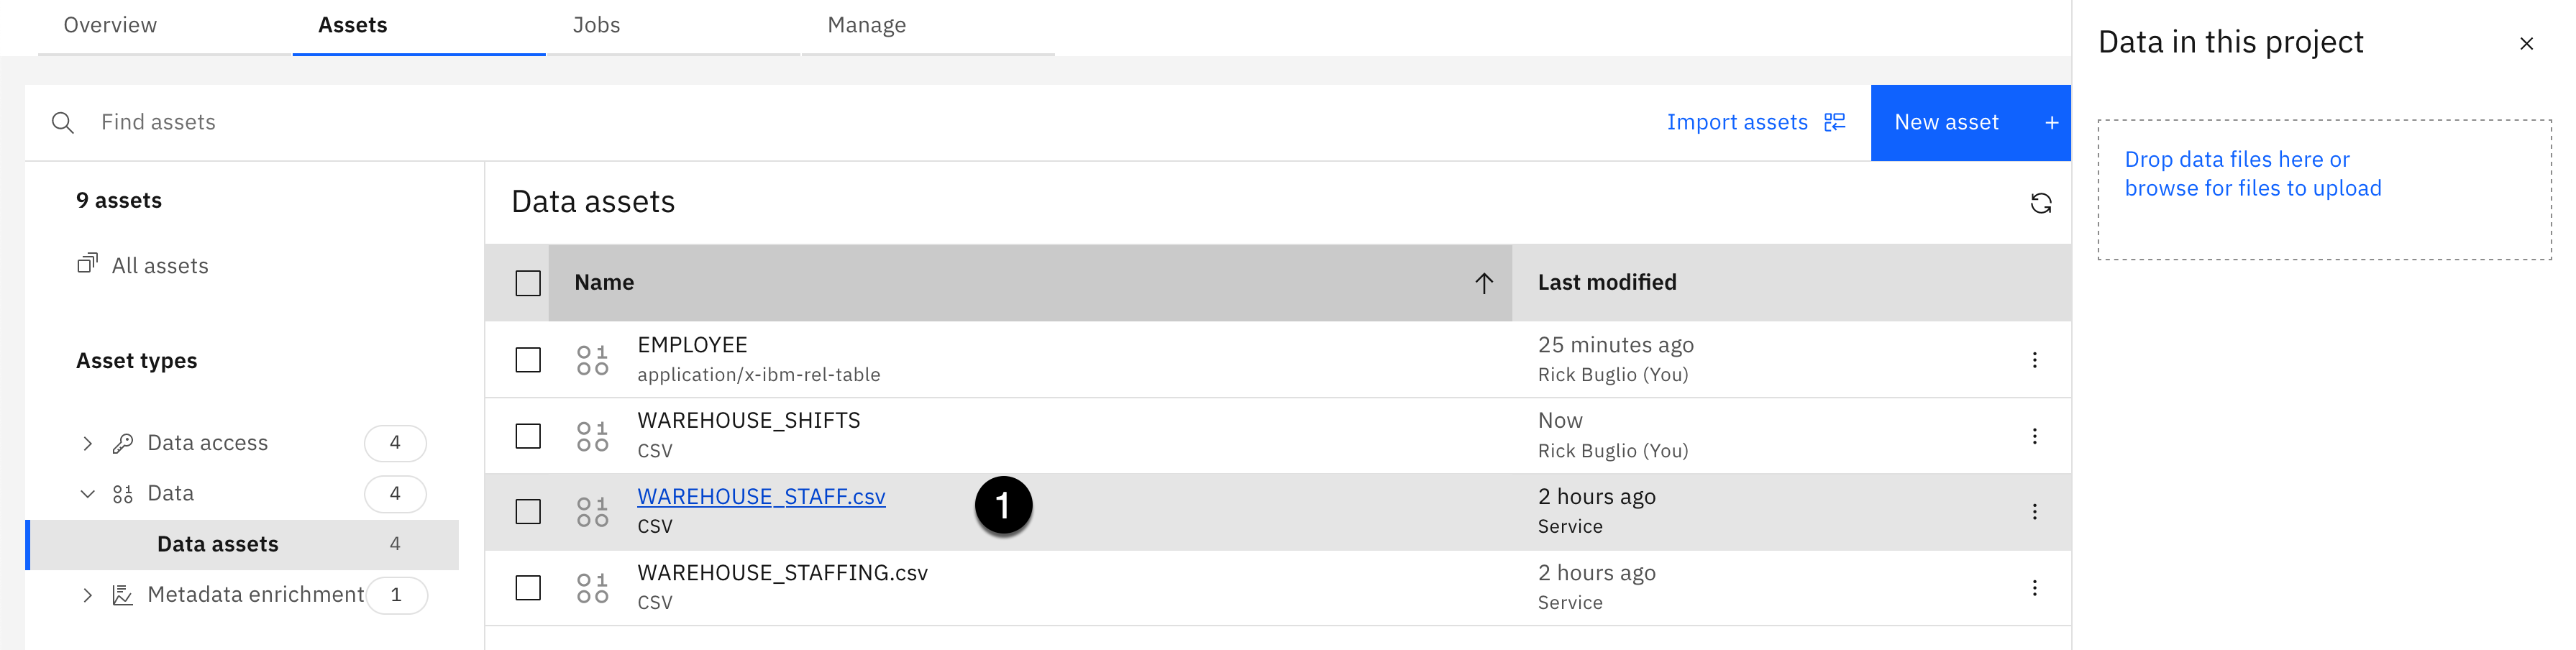 Overview
Assets
Jobs
Manage
Data in this project
Find assets
Import assets
New asset
Drop data files here or
browse for files to upload
9 assets
All assets
Asset types
Data access 4
Data 4
Data assets 4
Metadata enrichment 1
Data assets
Name
Last modified
EMPLOYEE
application/x-ibm-rel-table
25 minutes ago
Rick Buglio (You)
WAREHOUSE_SHIFTS
CSV
Now
Rick Buglio (You)
WAREHOUSE_STAFF.csv
CSV
1
2 hours ago
Service
WAREHOUSE_STAFFING.csv
CSV
2 hours ago
Service